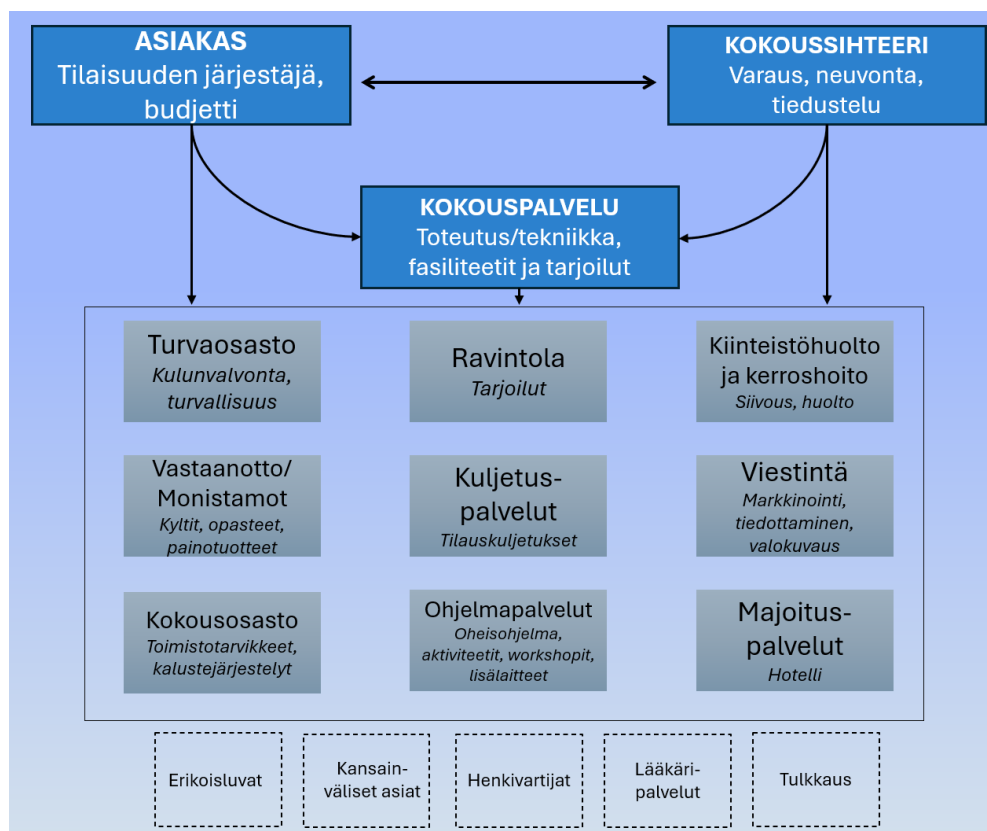 ASIAKAS
Tilaisuuden järjestäjä,
budjetti
KOKOUSSIHTEERI
Varaus, neuvonta,
tiedustelu
KOKOUSPALVELU
Toteutus/tekniikka,
fasiliteetit ja tarjoilut
Turvaosasto
Kulunvalvonta,
turvallisuus
Ravintola
Tarjoilut
Kiinteistöhuolto
ja kerroshoito
Siivous, huolto
Vastaanotto/
Monistamot
Kyltit, opasteet,
painotuotteet
Kuljetus-
palvelut
Tilauskuljetukset
Viestintä
Markkinointi,
tiedottaminen,
valokuvaus
Kokousosasto
Toimistotarvikkeet,
kalustejärjestelyt
Ohjelmapalvelut
Oheisohjelma,
aktiviteetit, workshopit,
lisälaitteet
Majoitus-
palvelut
Hotelli
Erikoisluvat
Kansain-
väliset asiat
Henkivartijat
Lääkäri-
palvelut
Tulkkaus